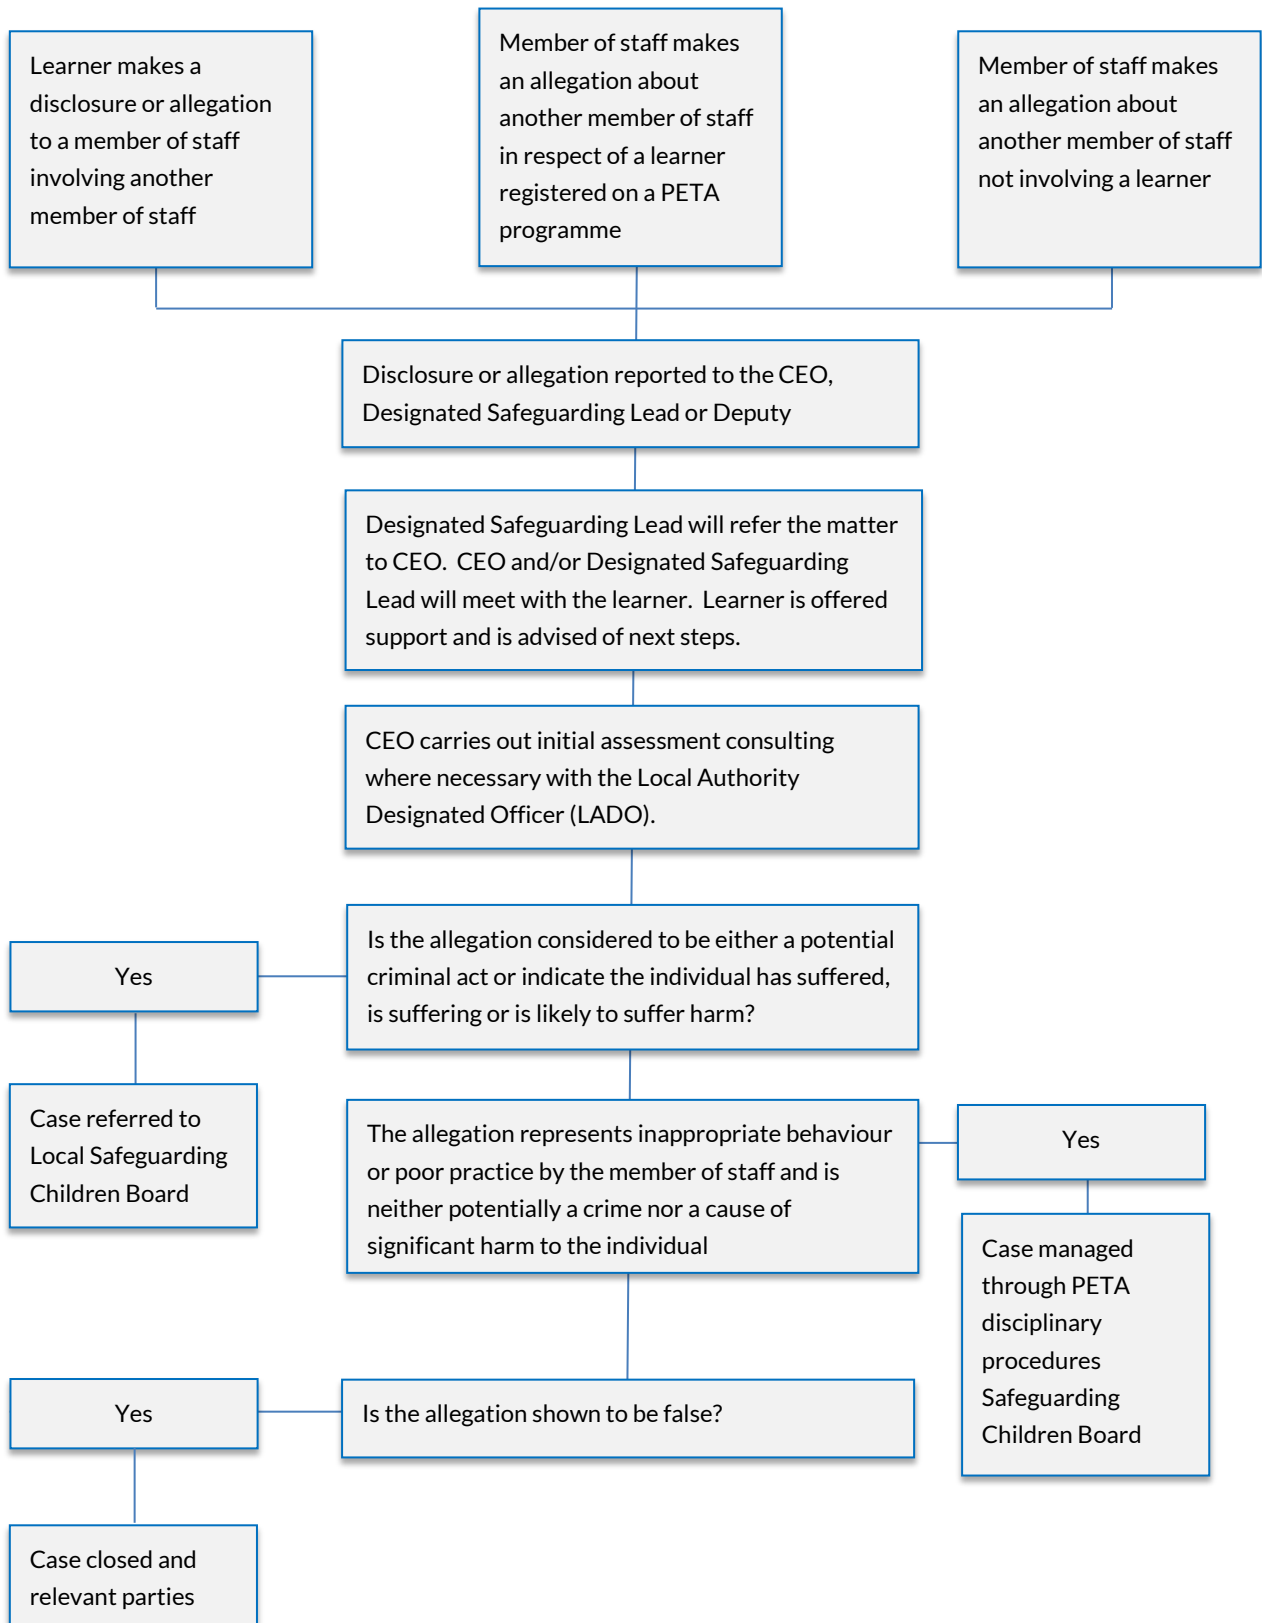 Learner makes a
disclosure or allegation
to a member of staff
involving another
member of staff
Member of staff makes
an allegation about
another member of staff
in respect of a learner
registered on a PETA
programme
Member of staff makes
an allegation about
another member of staff
not involving a learner
Disclosure or allegation reported to the CEO,
Designated Safeguarding Lead or Deputy
Designated Safeguarding Lead will refer the matter
to CEO.  CEO and/or Designated Safeguarding
Lead will meet with the learner.  Learner is offered
support and is advised of next steps.
CEO carries out initial assessment consulting
where necessary with the Local Authority
Designated Officer (LADO).
Is the allegation considered to be either a potential
criminal act or indicate the individual has suffered,
is suffering or is likely to suffer harm?
Yes
Case referred to
Local Safeguarding
Children Board
The allegation represents inappropriate behaviour
or poor practice by the member of staff and is
neither potentially a crime nor a cause of
significant harm to the individual
Yes
Case managed
through PETA
disciplinary
procedures
Safeguarding
Children Board
Is the allegation shown to be false?
Yes
Case closed and
relevant parties